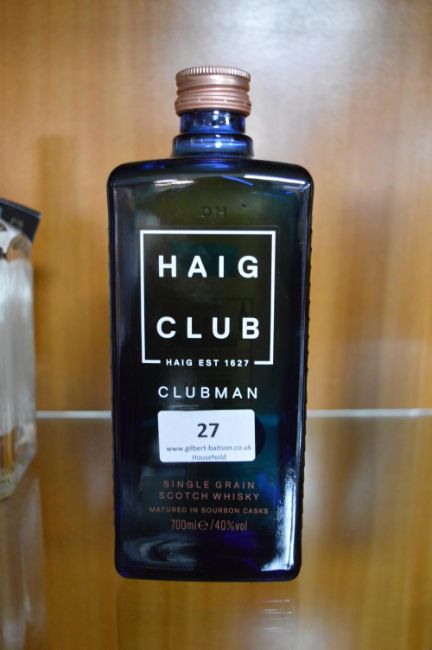 HC
HAIG
CLUB
HAIG EST 1627
CLUBMAN
27
www.gilbert-baitson.co.uk
Household
SINGLE GRAIN
SCOTCH WHISKY
MATURED IN BOURBON CASKS
700ml℮/40%vol